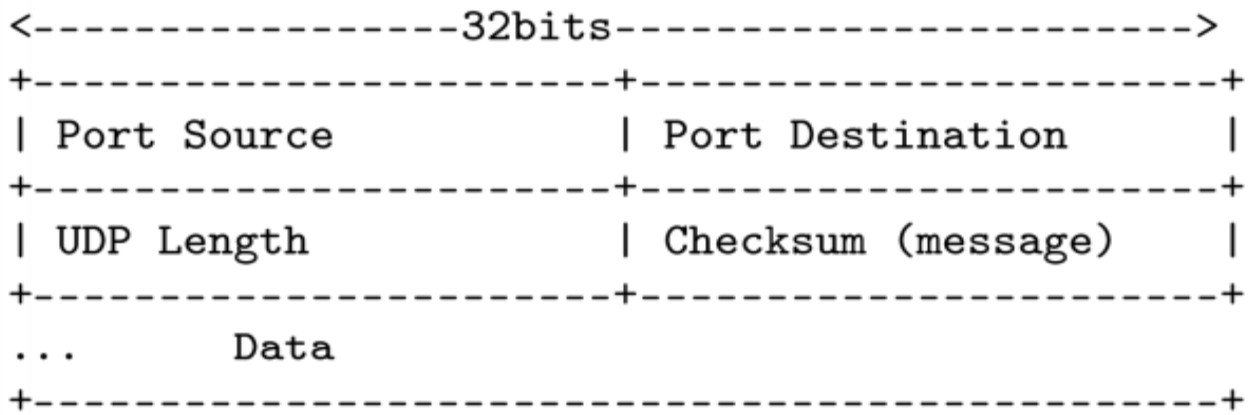 <-----------------32bits----------------------->
+-----------------------+-----------------------+
| Port Source           | Port Destination      |
+-----------------------+-----------------------+
| UDP Length            | Checksum (message)    |
+-----------------------+-----------------------+
...      Data
+-----------------------------------------------+